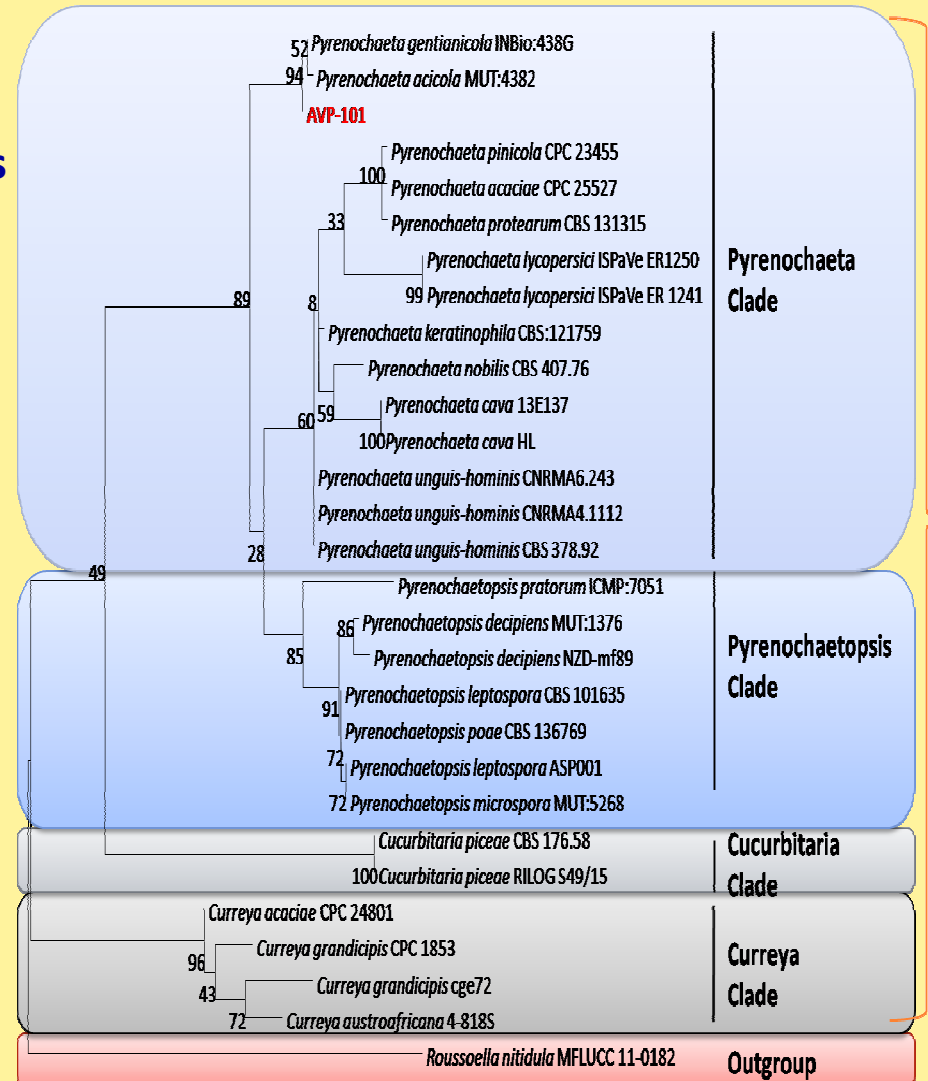 52 Pyrenochaeta gentianicola INBio:438G
94 Pyrenochaeta acicola MUT:4382
AVP-101
s
Pyrenochaeta pinicola CPC 23455
100 Pyrenochaeta acaciae CPC 25527
33 Pyrenochaeta protearum CBS 131315
Pyrenochaeta lycopersici ISPaVe ER1250
99 Pyrenochaeta lycopersici ISPaVe ER 1241
Pyrenochaeta
Clade
89
8
Pyrenochaeta keratinophila CBS:121759
Pyrenochaeta nobilis CBS 407.76
60
59
Pyrenochaeta cava 13E137
100 Pyrenochaeta cava HL
Pyrenochaeta unguis-hominis CNRMA6.243
Pyrenochaeta unguis-hominis CNRMA4.1112
28 Pyrenochaeta unguis-hominis CBS 378.92
49
Pyrenochaetopsis pratorum ICMP:7051
86 Pyrenochaetopsis decipiens MUT:1376
85 Pyrenochaetopsis decipiens NZD-mf89
Pyrenochaetopsis
Clade
91
Pyrenochaetopsis leptospora CBS 101635
Pyrenochaetopsis poae CBS 136769
72
Pyrenochaetopsis leptospora ASP001
72 Pyrenochaetopsis microspora MUT:5268
Cucurbitaria piceae CBS 176.58
100 Cucurbitaria piceae RILOG S49/15
Cucurbitaria
Clade
Curreya acaciae CPC 24801
96
Curreya grandicipis CPC 1853
43
Curreya grandicipis cge72
72 Curreya austroafricana 4-818S
Curreya
Clade
Roussoella nitidula MFLUCC 11-0182
Outgroup